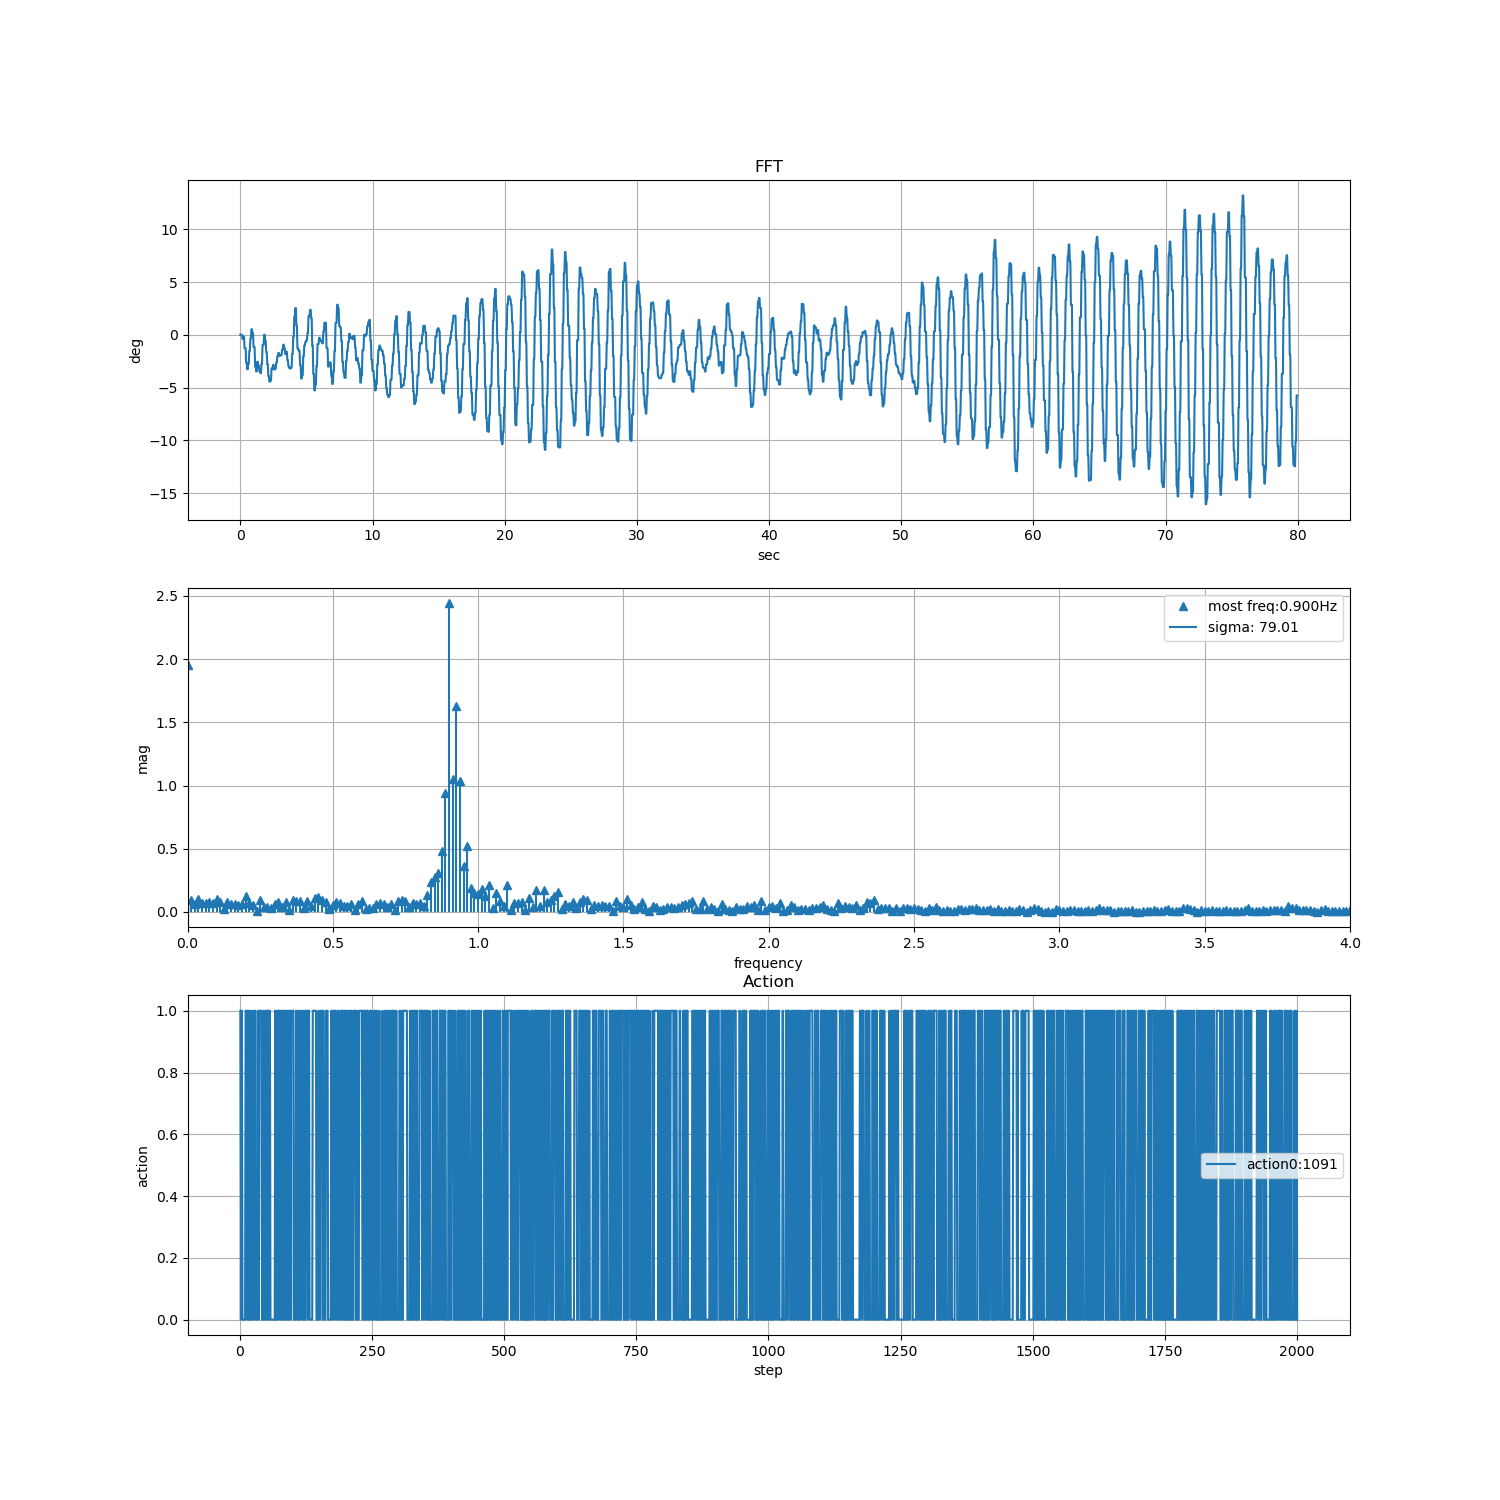 FFT
10
5
0
−5
−10
−15
deg
0 10 20 30 40 50 60 70 80
sec
most freq:0.900Hz
sigma: 79.01
2.5
2.0
1.5
1.0
0.5
0.0
mag
0.0 0.5 1.0 1.5 2.0 2.5 3.0 3.5 4.0
frequency
Action
1.0
0.8
0.6
0.4
0.2
0.0
action
action0:1091
0 250 500 750 1000 1250 1500 1750 2000
step